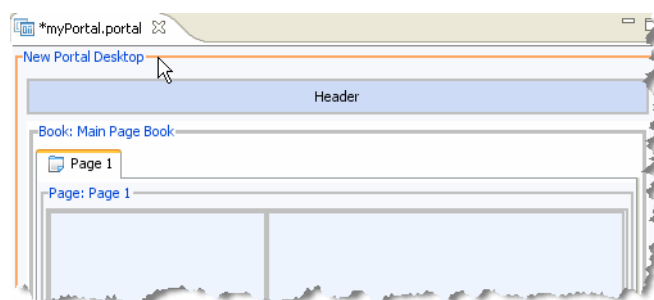 *myPortal.portal
New Portal Desktop
Header
Book: Main Page Book
Page 1
Page: Page 1